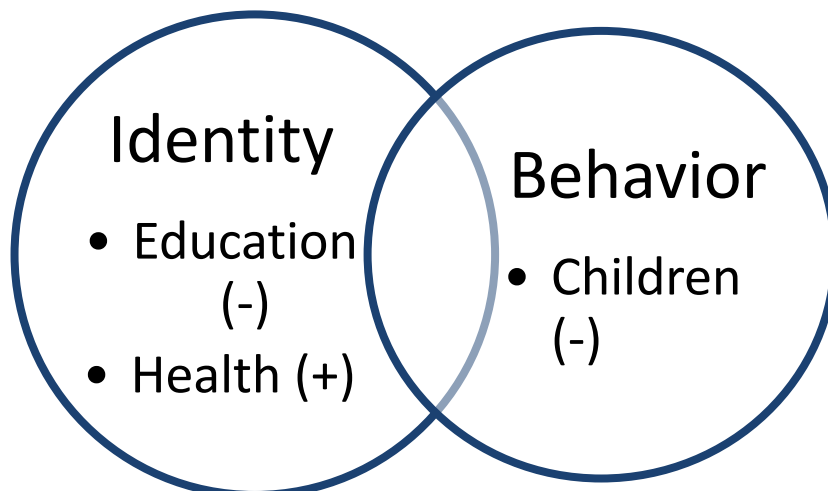 Identity
• Education
(-)
• Health (+)
Behavior
• Children
(-)